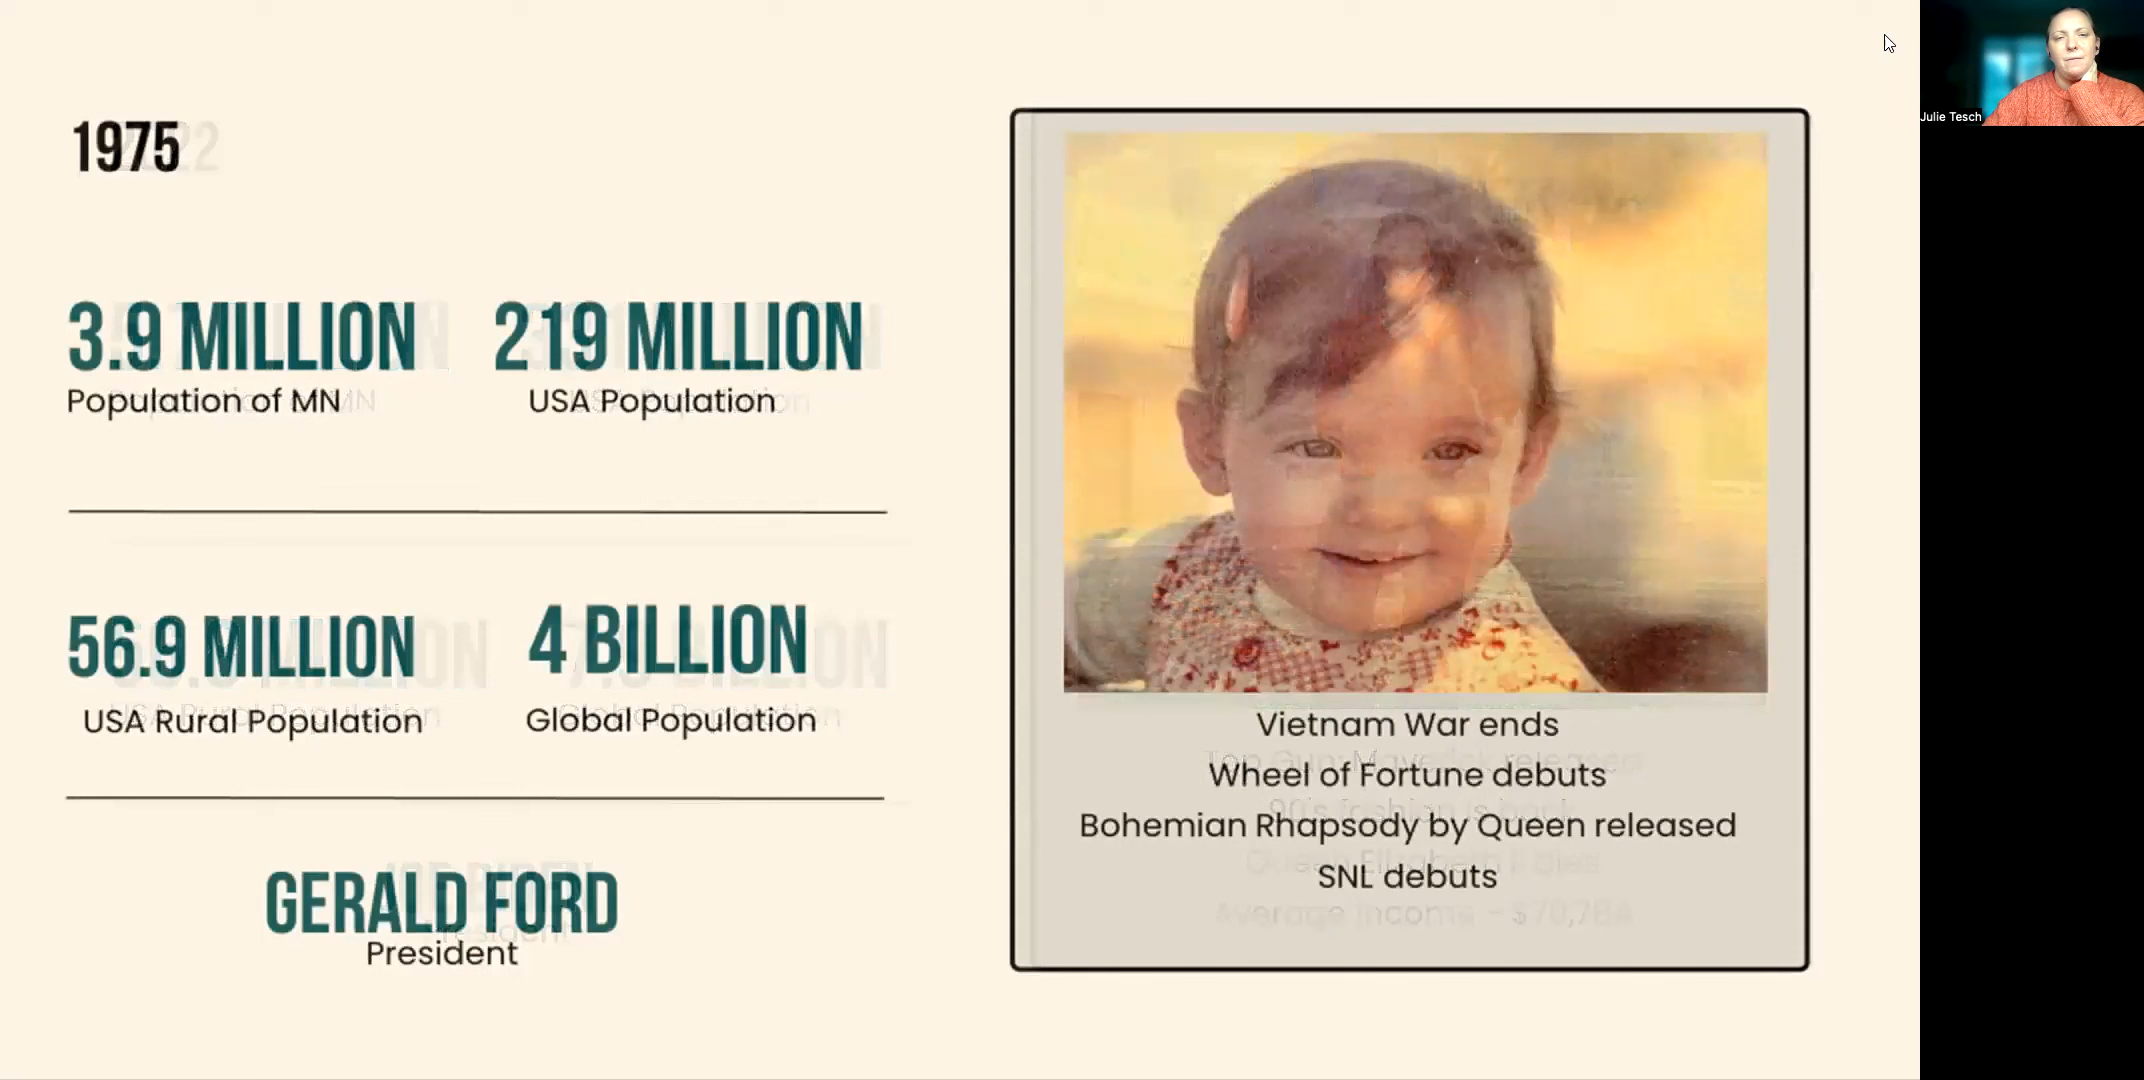 1975
3.9 MILLION
Population of MN
219 MILLION
USA Population
56.9 MILLION
USA Rural Population
4 BILLION
Global Population
GERALD FORD
President
Vietnam War ends
Wheel of Fortune debuts
Bohemian Rhapsody by Queen released
SNL debuts
Julie Tesch